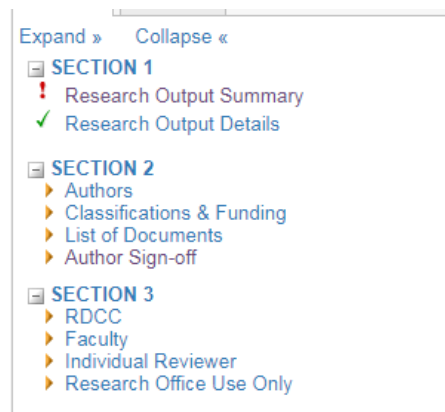 Expand » Collapse «
SECTION 1
! Research Output Summary
✓ Research Output Details
SECTION 2
Authors
Classifications & Funding
List of Documents
Author Sign-off
SECTION 3
RDCC
Faculty
Individual Reviewer
Research Office Use Only